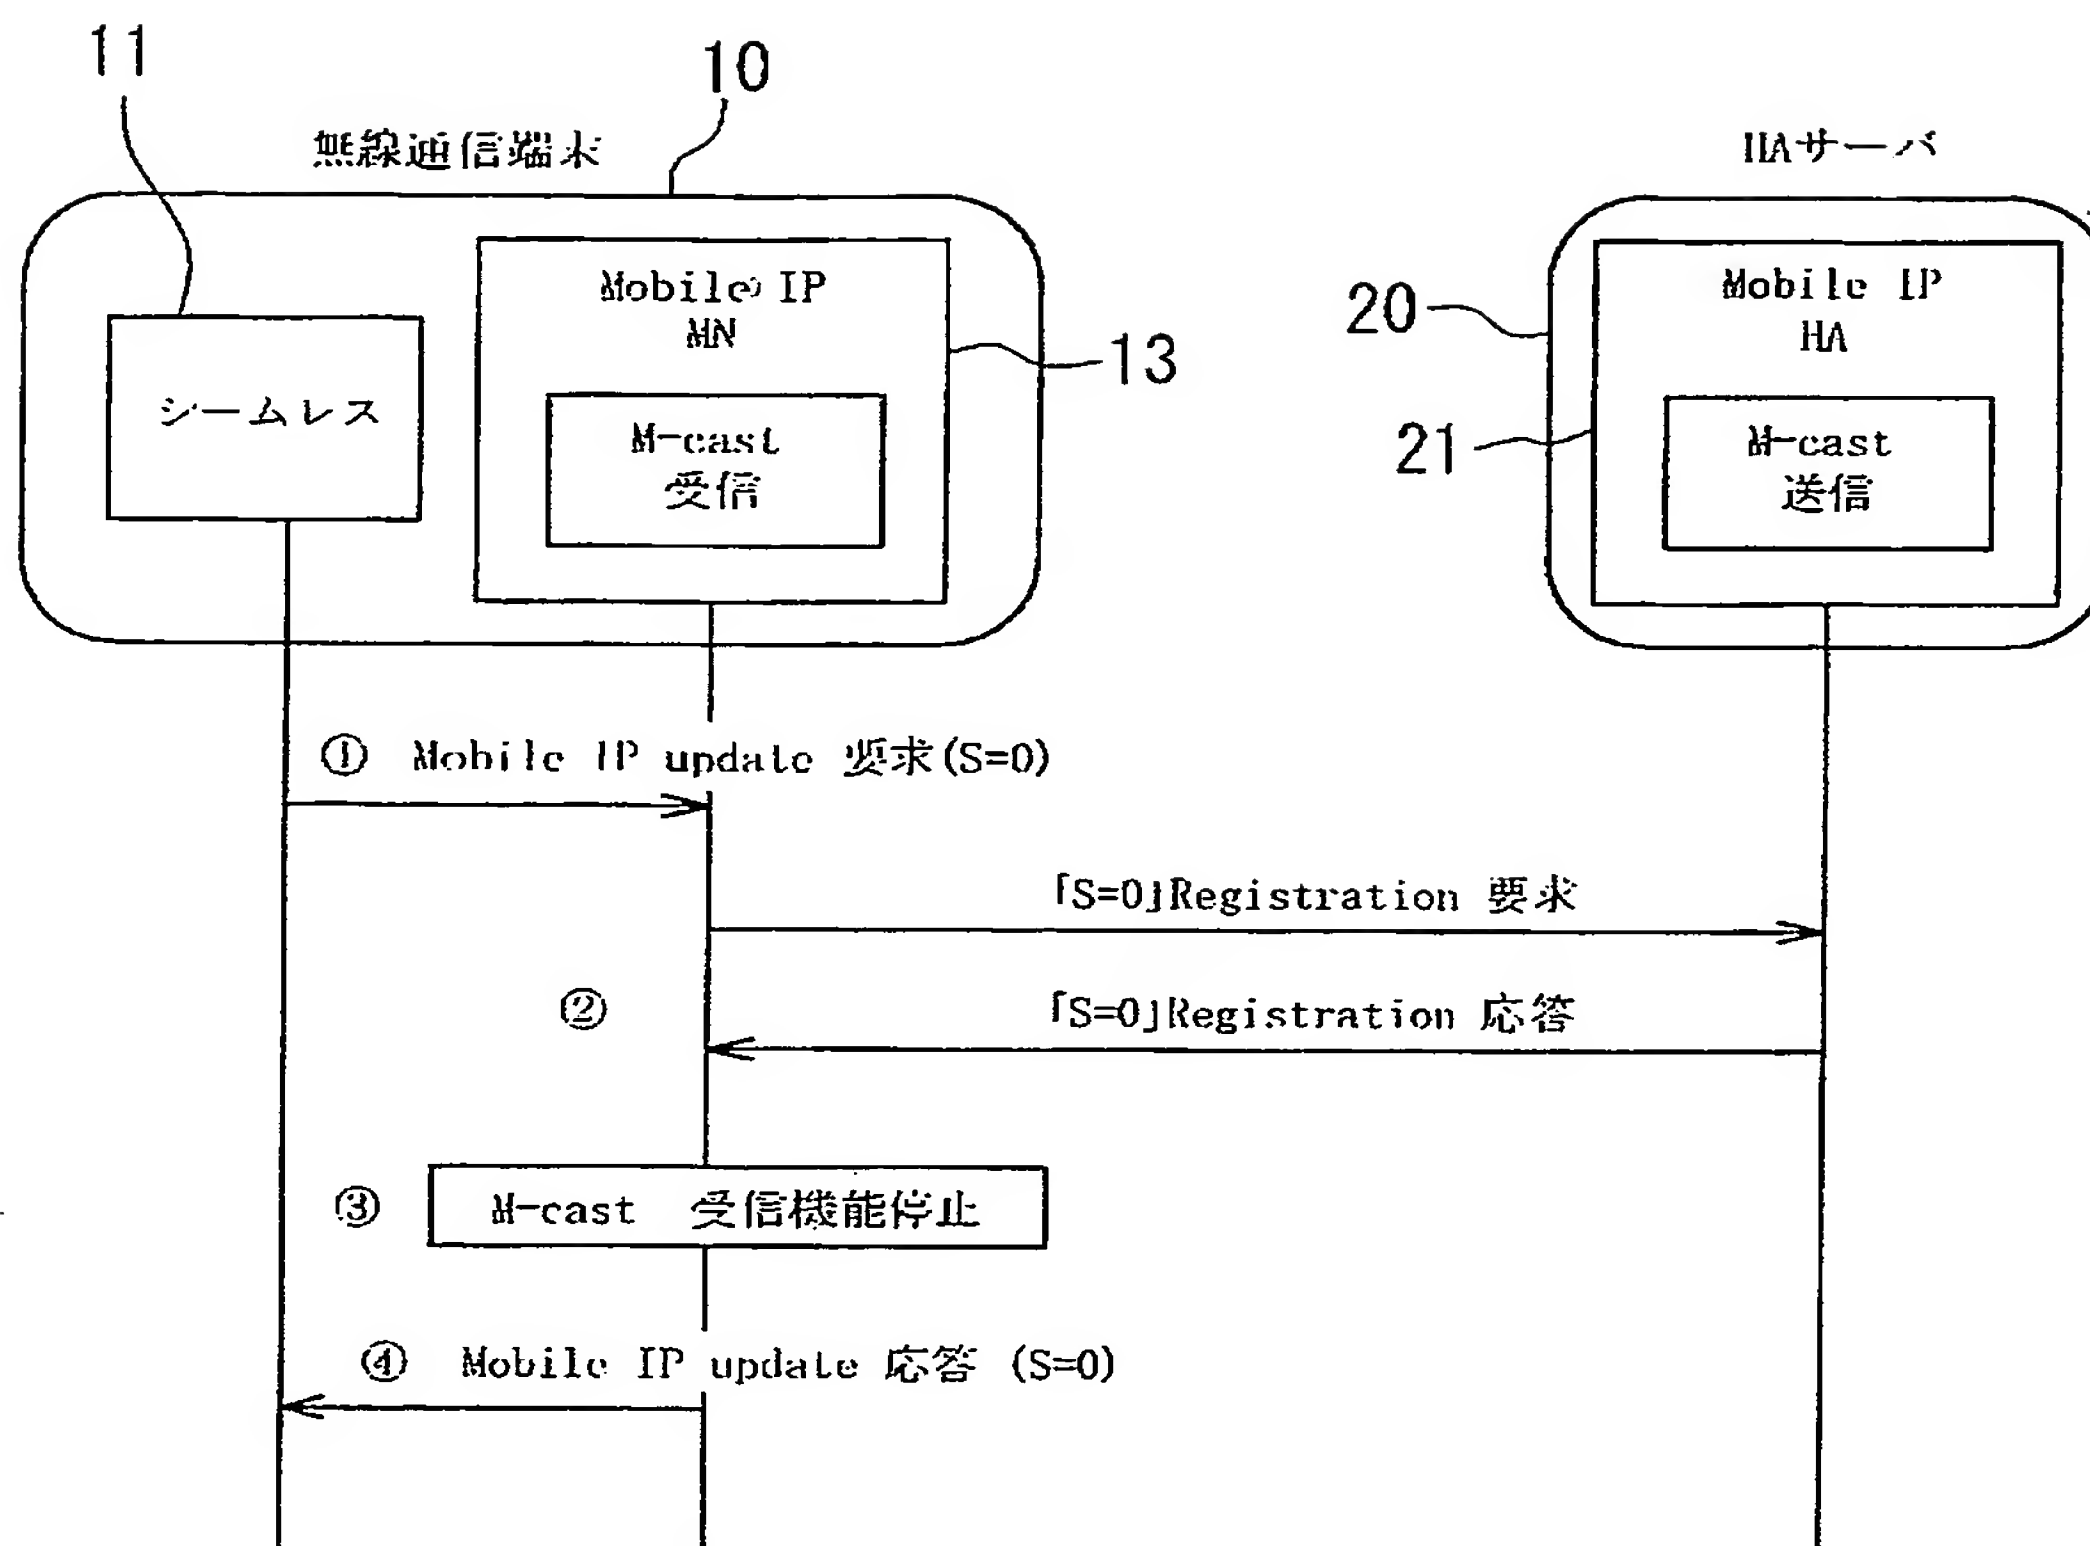 11
10
無線通信端末
HAサーバ
Mobile IP
MN
13
シームレス
M-cast
受信
20
Mobile IP
HA
21
M-cast
送信
① Mobile IP update 要求(S=0)
「S=0」Registration 要求
②
「S=0」Registration 応答
③
M-cast 受信機能停止
④ Mobile IP update 応答 (S=0)